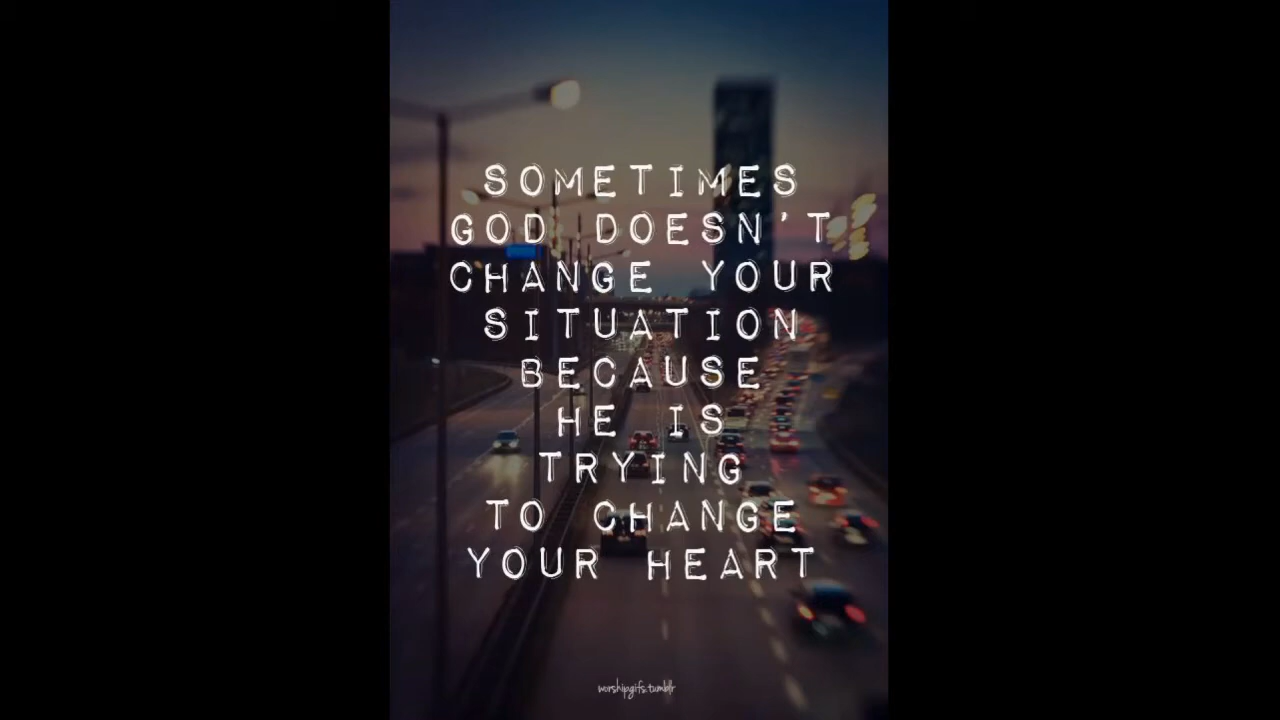 SOMETIMES
GOD DOESN'T
CHANGE YOUR
SITUATION
BECAUSE
HE IS
TRYING
TO CHANGE
YOUR HEART
worshipgifs.tumblr